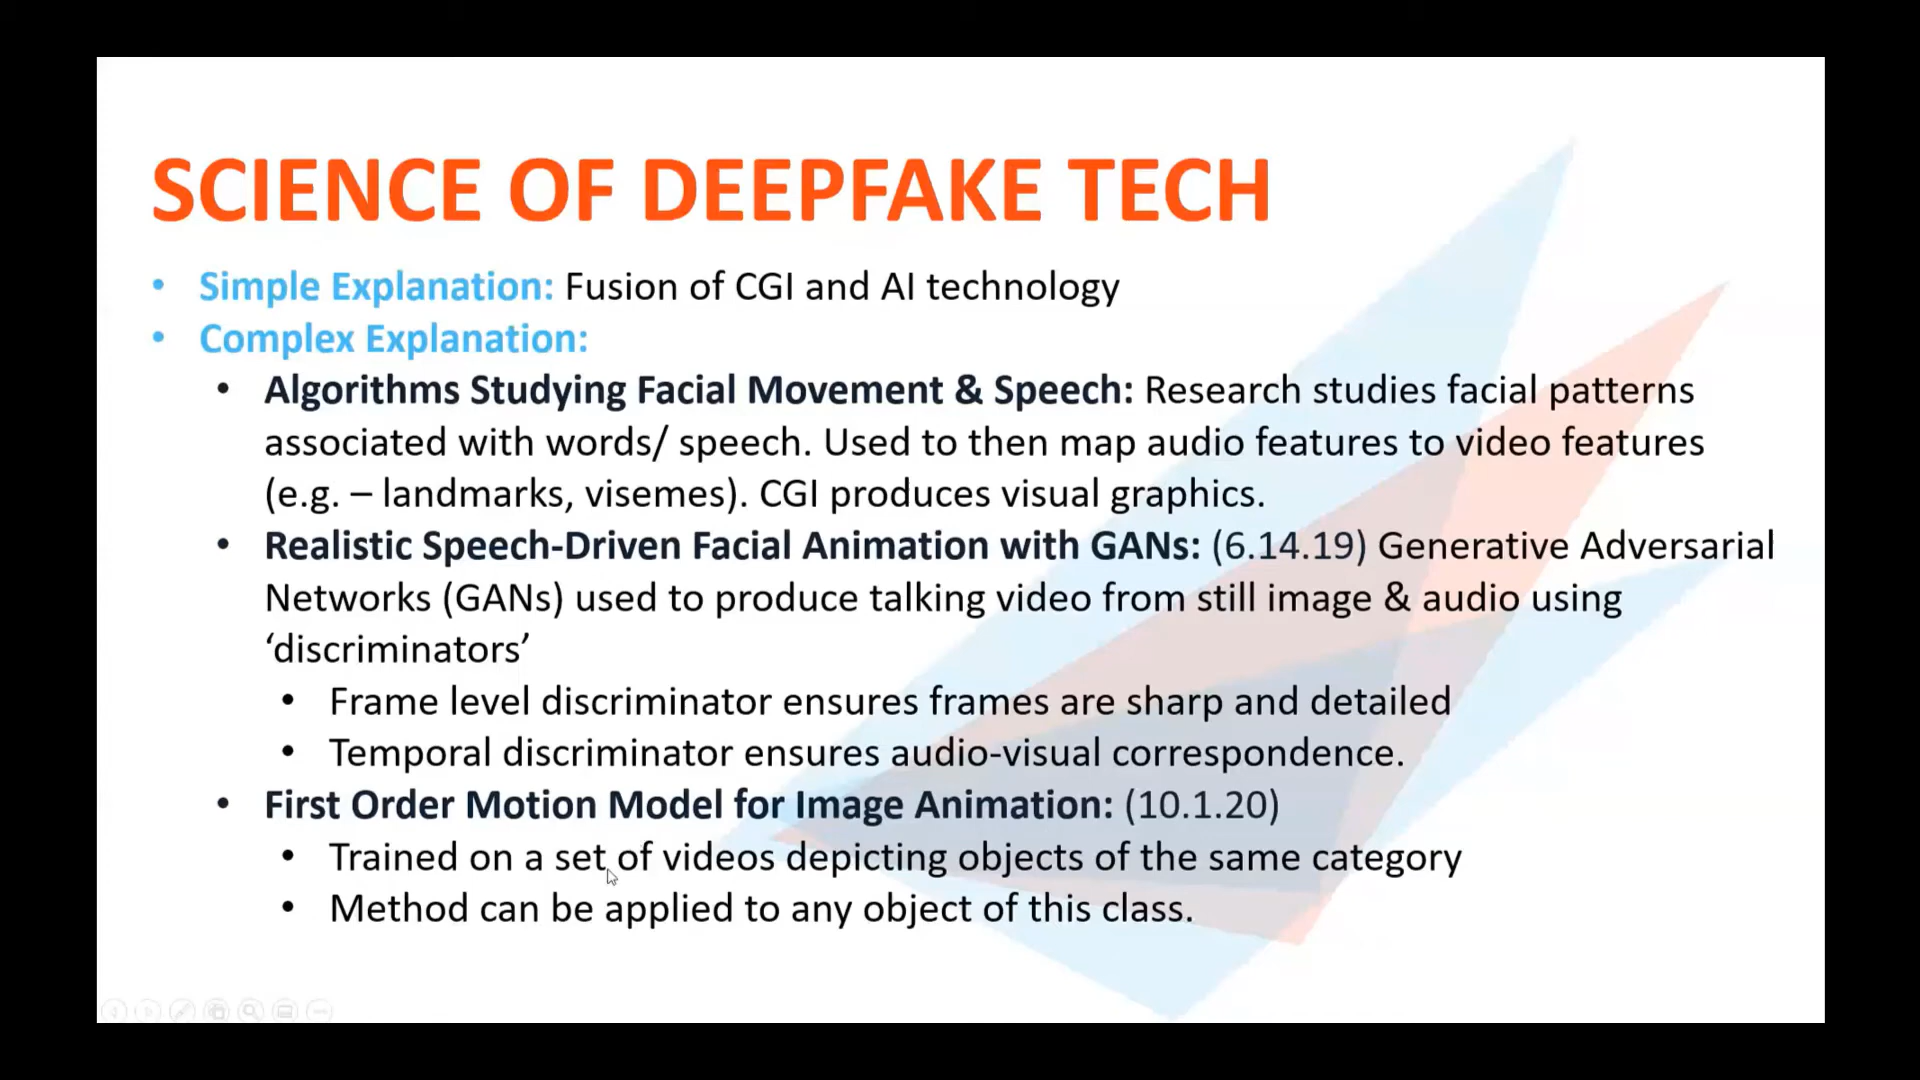 SCIENCE OF DEEPFAKE TECH
• Simple Explanation: Fusion of CGI and AI technology
• Complex Explanation:
• Algorithms Studying Facial Movement & Speech: Research studies facial patterns
associated with words/ speech. Used to then map audio features to video features
(e.g. – landmarks, visemes). CGI produces visual graphics.
• Realistic Speech-Driven Facial Animation with GANs: (6.14.19) Generative Adversarial
Networks (GANs) used to produce talking video from still image & audio using
‘discriminators’
• Frame level discriminator ensures frames are sharp and detailed
• Temporal discriminator ensures audio-visual correspondence.
• First Order Motion Model for Image Animation: (10.1.20)
• Trained on a set of videos depicting objects of the same category
• Method can be applied to any object of this class.